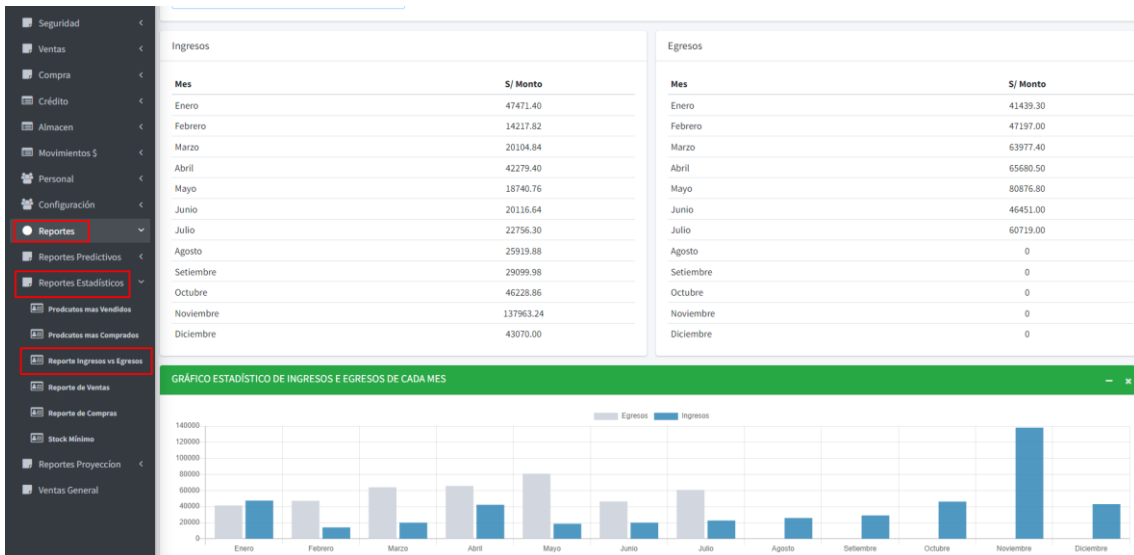 Seguridad
Ventas
Compra
Crédito
Almacen
Movimientos $
Personal
Configuración
Reportes
Reportes Predictivos
Reportes Estadísticos
Prodcutos mas Vendidos
Prodcutos mas Comprados
Reporte Ingresos vs Egresos
Reporte de Ventas
Reporte de Compras
Stock Mínimo
Reportes Proyeccíon
Ventas General
Ingresos
Mes S/ Monto
Enero 47471.40
Febrero 14217.82
Marzo 20104.84
Abril 42279.40
Mayo 18740.76
Junio 20116.64
Julio 22756.30
Agosto 25919.88
Setiembre 29099.98
Octubre 46228.86
Noviembre 137963.24
Diciembre 43070.00
Egresos
Mes S/ Monto
Enero 41439.30
Febrero 47197.00
Marzo 63977.40
Abril 65680.50
Mayo 80876.80
Junio 46451.00
Julio 60719.00
Agosto 0
Setiembre 0
Octubre 0
Noviembre 0
Diciembre 0
GRÁFICO ESTADÍSTICO DE INGRESOS E EGRESOS DE CADA MES
Egresos Ingresos
140000
120000
100000
80000
60000
40000
20000
0
Enero Febrero Marzo Abril Mayo Junio Julio Agosto Setiembre Octubre Noviembre Diciembre